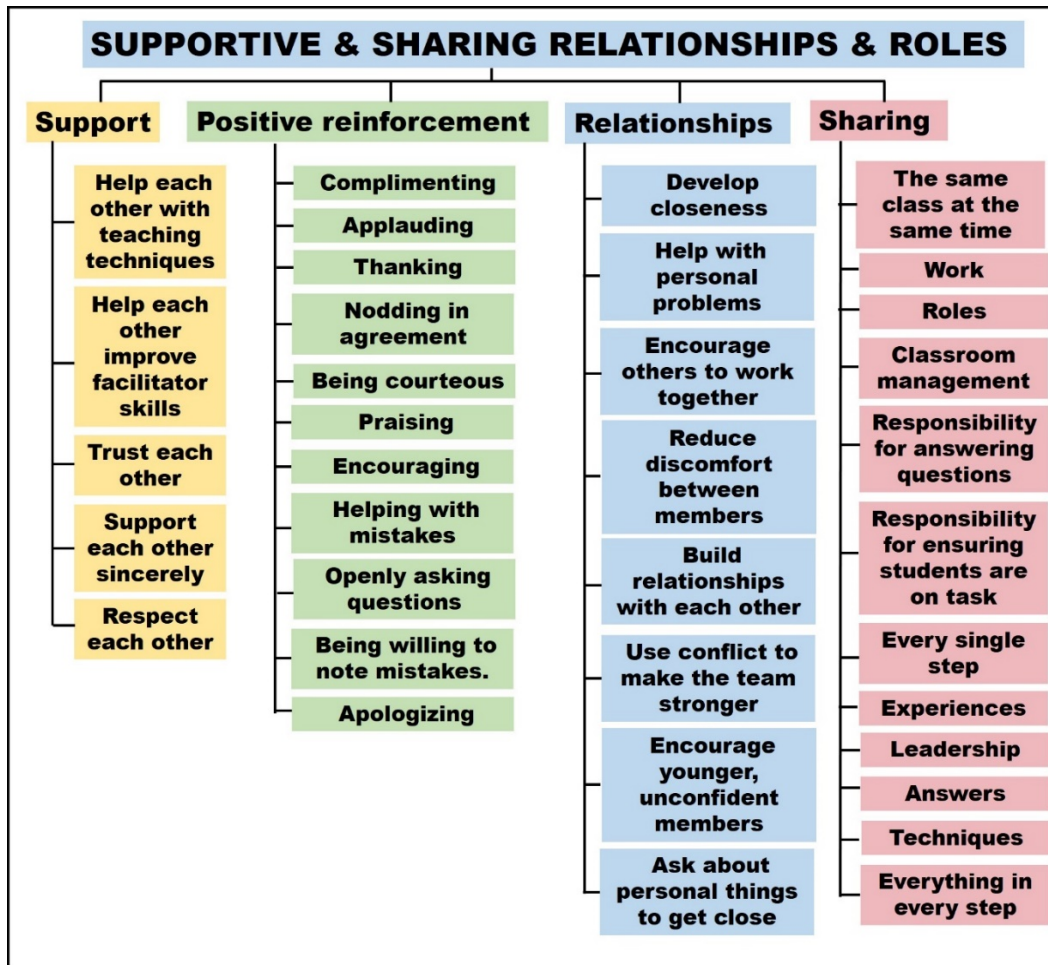 SUPPORTIVE & SHARING RELATIONSHIPS & ROLES
Support
Help each
other with
teaching
techniques
Help each
other
improve
facilitator
skills
Trust each
other
Support
each other
sincerely
Respect
each other
Positive reinforcement
Complimenting
Applauding
Thanking
Nodding in
agreement
Being courteous
Praising
Encouraging
Helping with
mistakes
Openly asking
questions
Being willing to
note mistakes.
Apologizing
Relationships
Develop
closeness
Help with
personal
problems
Encourage
others to work
together
Reduce
discomfort
between
members
Build
relationships
with each other
Use conflict to
make the team
stronger
Encourage
younger,
unconfident
members
Ask about
personal things
to get close
Sharing
The same
class at the
same time
Work
Roles
Classroom
management
Responsibility
for answering
questions
Responsibility
for ensuring
students are
on task
Every single
step
Experiences
Leadership
Answers
Techniques
Everything in
every step